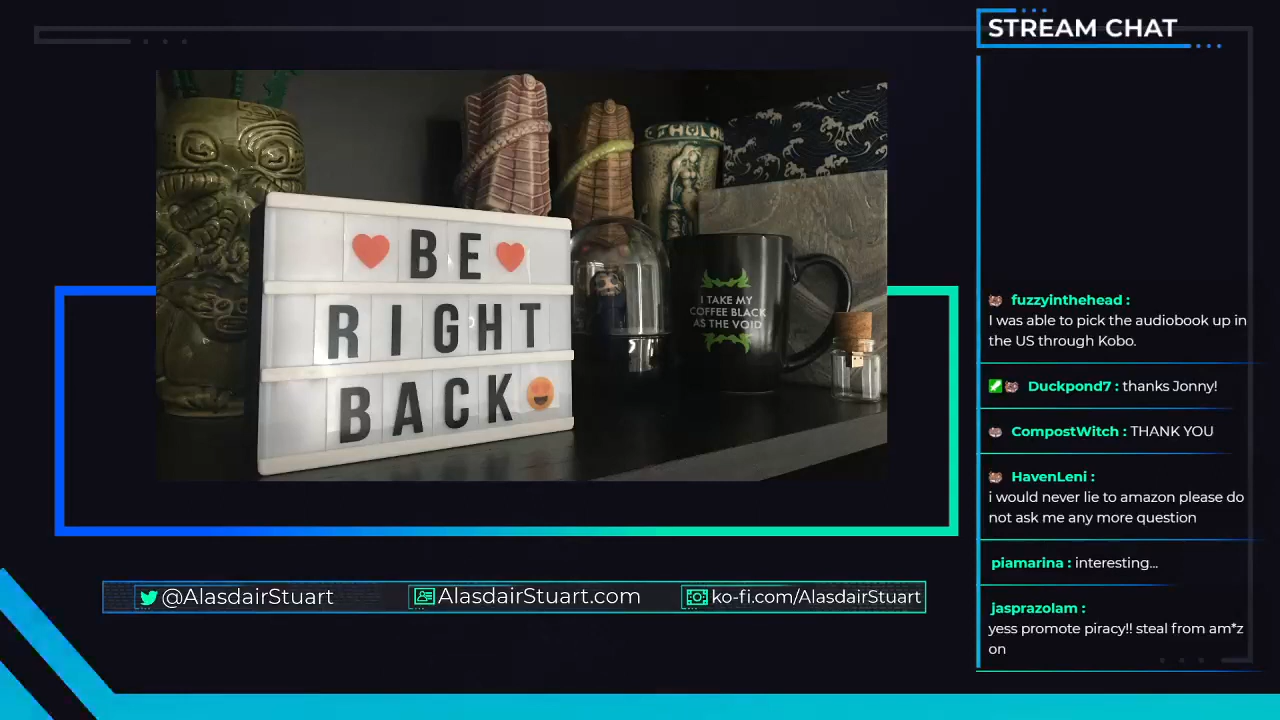 STREAM CHAT
BE
RIGHT
BACK
CTHULHU
I TAKE MY
COFFEE BLACK
AS THE VOID
fuzzyinthehead :
I was able to pick the audiobook up in
the US through Kobo.
Duckpond7 : thanks Jonny!
CompostWitch : THANK YOU
HavenLeni :
i would never lie to amazon please do
not ask me any more question
piamarina : interesting...
jasprazolam :
yess promote piracy!! steal from am*z
on
@AlasdairStuart
AlasdairStuart.com
ko-fi.com/AlasdairStuart